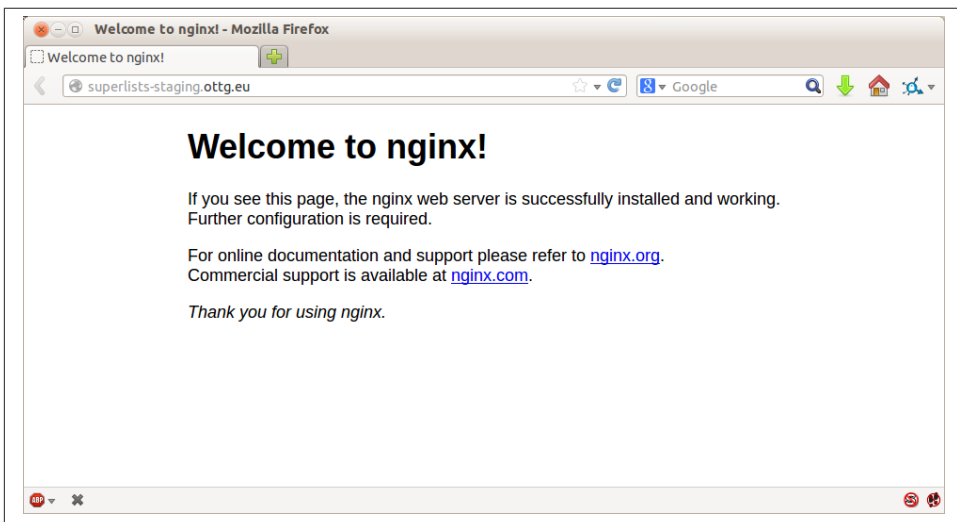 Welcome to nginx! - Mozilla Firefox
Welcome to nginx!
superlists-staging.ottg.eu
8 Google
Welcome to nginx!
If you see this page, the nginx web server is successfully installed and working.
Further configuration is required.
For online documentation and support please refer to nginx.org.
Commercial support is available at nginx.com.
Thank you for using nginx.
ABP